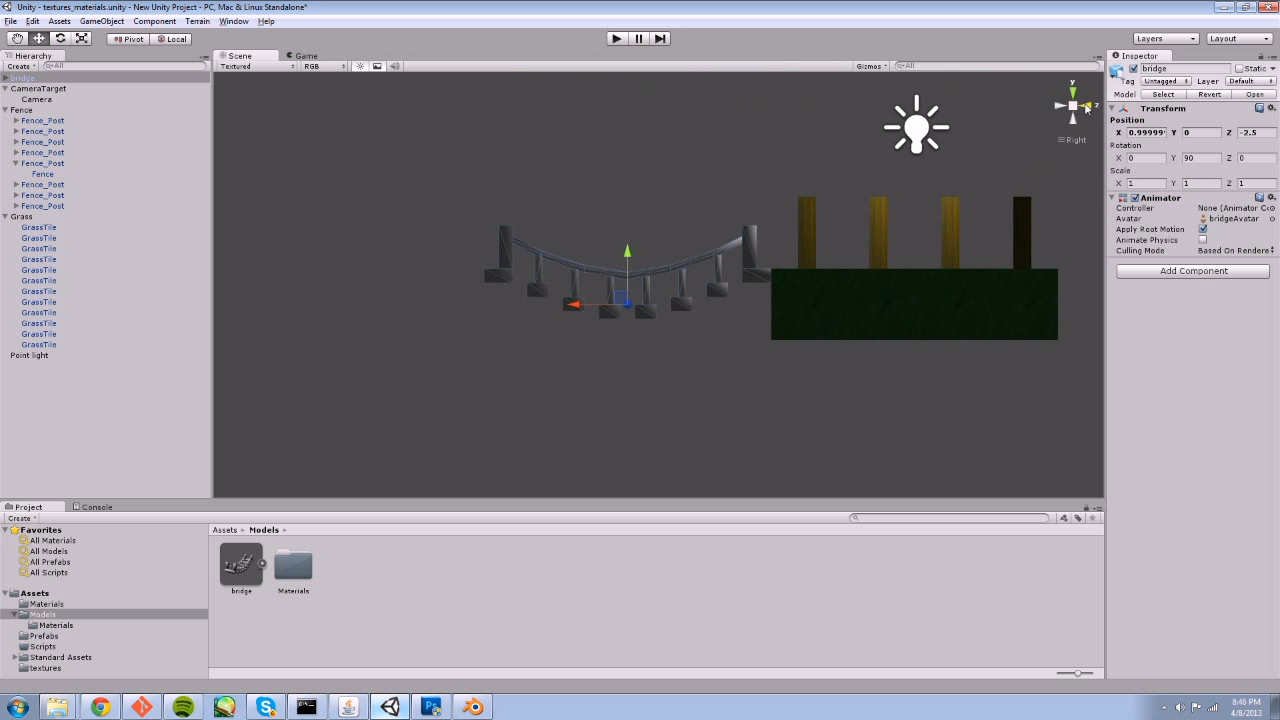 Unity - textures_materials.unity - New Unity Project - PC, Mac & Linux Standalone*
File Edit Assets GameObject Component Terrain Window Help
Pivot Local
Layers Layout
Hierarchy
Create All
bridge
CameraTarget
Camera
Fence
Fence_Post
Fence_Post
Fence_Post
Fence_Post
Fence_Post
Fence
Fence_Post
Fence_Post
Fence_Post
Grass
GrassTile
GrassTile
GrassTile
GrassTile
GrassTile
GrassTile
GrassTile
GrassTile
GrassTile
GrassTile
GrassTile
GrassTile
Point light
Scene Game
Textured RGB Gizmos All
y
z
Right
Inspector
bridge Static
Tag Untagged Layer Default
Model Select Revert Open
Transform
Position
X 0.99999 Y 0 Z -2.5
Rotation
X 0 Y 90 Z 0
Scale
X 1 Y 1 Z 1
Animator
Controller None (Animator Co
Avatar bridgeAvatar
Apply Root Motion
Animate Physics
Culling Mode Based On Rendere
Add Component
Project Console
Create
Favorites
All Materials
All Models
All Prefabs
All Scripts
Assets
Materials
Models
Materials
Prefabs
Scripts
Standard Assets
textures
Assets Models
bridge Materials
8:46 PM
4/8/2013